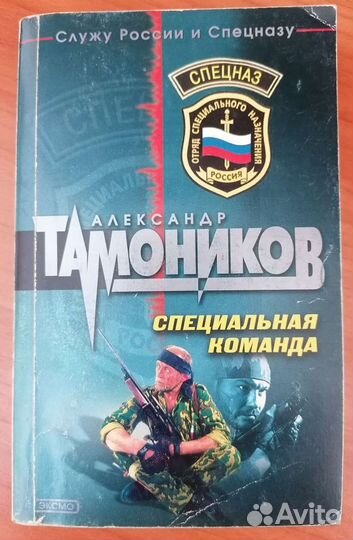 Служу России и Спецназу
СПЕЦНАЗ
ОТРЯД СПЕЦИАЛЬНОГО НАЗНАЧЕНИЯ
РОССИЯ
АЛЕКСАНДР
ТАМОНИКОВ
СПЕЦИАЛЬНАЯ
КОМАНДА
ЭКСМО
Avito